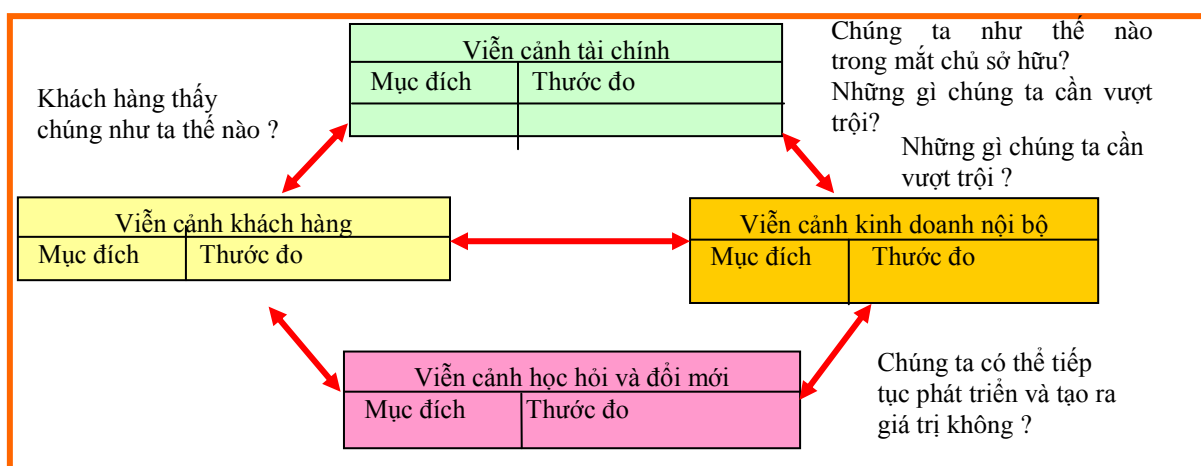 Viễn cảnh tài chính
Mục đích Thước đo
Chúng ta như thế nào
trong mắt chủ sở hữu?
Những gì chúng ta cần vượt
trội?
Khách hàng thấy
chúng như ta thế nào ?
Những gì chúng ta cần
vượt trội ?
Viễn cảnh khách hàng
Mục đích Thước đo
Viễn cảnh kinh doanh nội bộ
Mục đích Thước đo
Viễn cảnh học hỏi và đổi mới
Mục đích Thước đo
Chúng ta có thể tiếp
tục phát triển và tạo ra
giá trị không ?